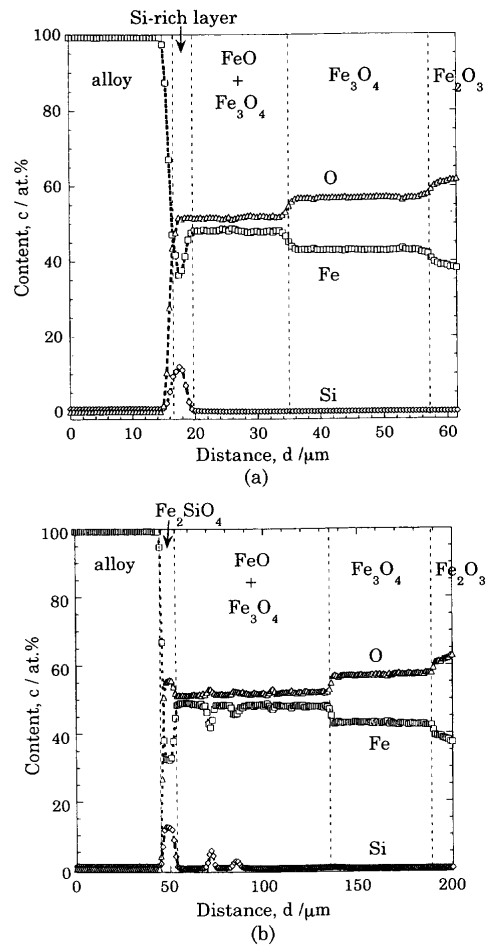 Si-rich layer
100
80
60
40
20
0
Content, c / at.%
alloy
FeO
+
Fe₃O₄
Fe₃O₄
Fe₂O₃
O
Fe
Si
0 10 20 30 40 50 60
Distance, d /μm
(a)
Fe₂SiO₄
100
80
60
40
20
0
Content, c / at.%
alloy
FeO
+
Fe₃O₄
Fe₃O₄
Fe₂O₃
O
Fe
Si
0 50 100 150 200
Distance, d /μm
(b)